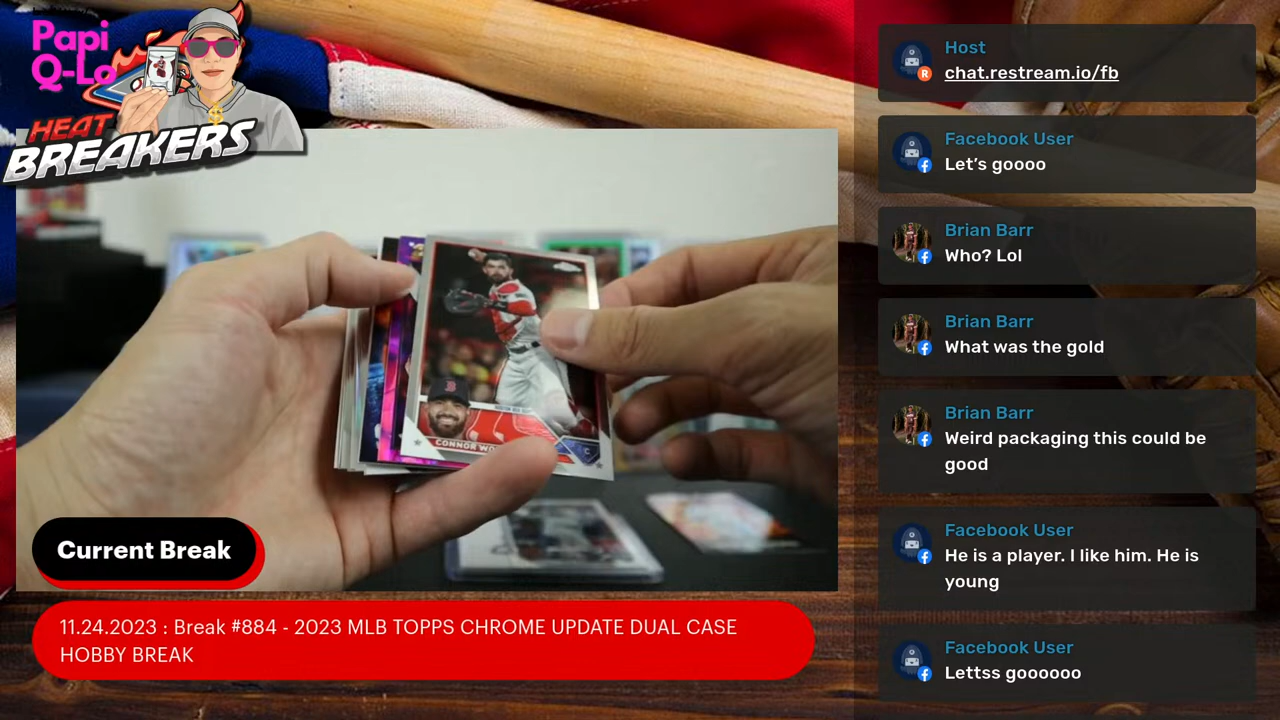 Papi
Q-Lo
HEAT
BREAKERS
B
CONNOR WO
C
Current Break
11.24.2023 : Break #884 - 2023 MLB TOPPS CHROME UPDATE DUAL CASE
HOBBY BREAK
Host
chat.restream.io/fb
Facebook User
Let’s goooo
Brian Barr
Who? Lol
Brian Barr
What was the gold
Brian Barr
Weird packaging this could be
good
Facebook User
He is a player. I like him. He is
young
Facebook User
Lettss goooooo